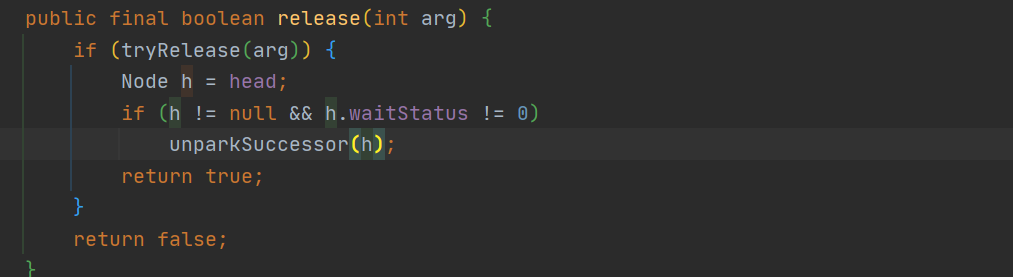 public final boolean release(int arg) {
if (tryRelease(arg)) {
Node h = head;
if (h != null && h.waitStatus != 0)
unparkSuccessor(h);
return true;
}
return false;
}